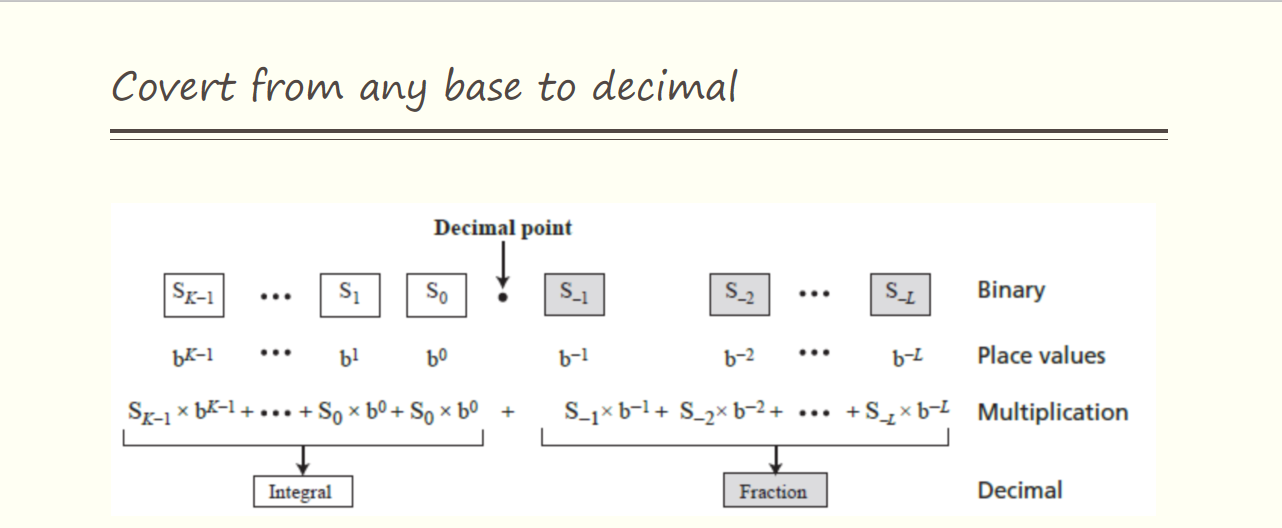 Covert from any base to decimal
Decimal point
S_K–1 ••• S_1 S_0 • S_–1 S_–2 ••• S_–L Binary
b^K–1 ••• b^1 b^0 b^–1 b^–2 ••• b^–L Place values
S_K–1 × b^K–1 + ••• + S_0 × b^0 + S_0 × b^0 + S_–1 × b^–1 + S_–2 × b^–2 + ••• + S_–L × b^–L Multiplication
Integral Fraction Decimal